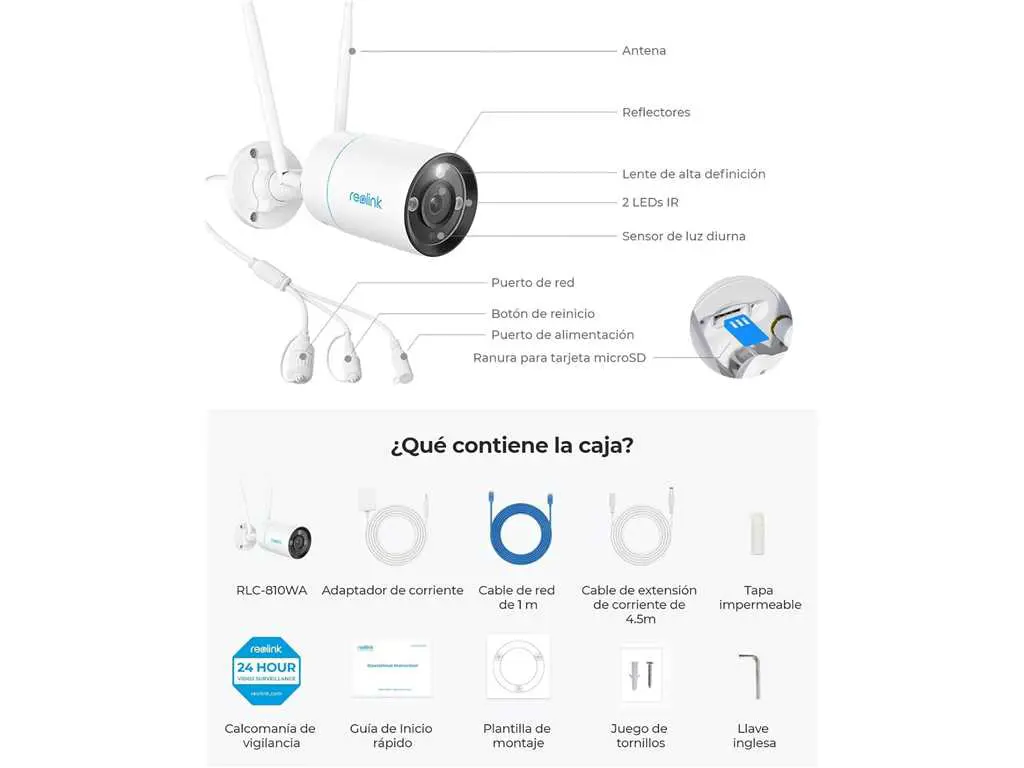 Antena
Reflectores
Lente de alta definición
2 LEDs IR
Sensor de luz diurna
reolink
Puerto de red
Botón de reinicio
Puerto de alimentación
Ranura para tarjeta microSD
¿Qué contiene la caja?
RLC-810WA
Adaptador de corriente
Cable de red
de 1 m
Cable de extensión
de corriente de
4.5m
Tapa
impermeable
reolink
24 HOUR
VIDEO SURVEILLANCE
reolink.com
reolink
Operational Instruction
Calcomanía de
vigilancia
Guía de Inicio
rápido
Plantilla de
montaje
Juego de
tornillos
Llave
inglesa